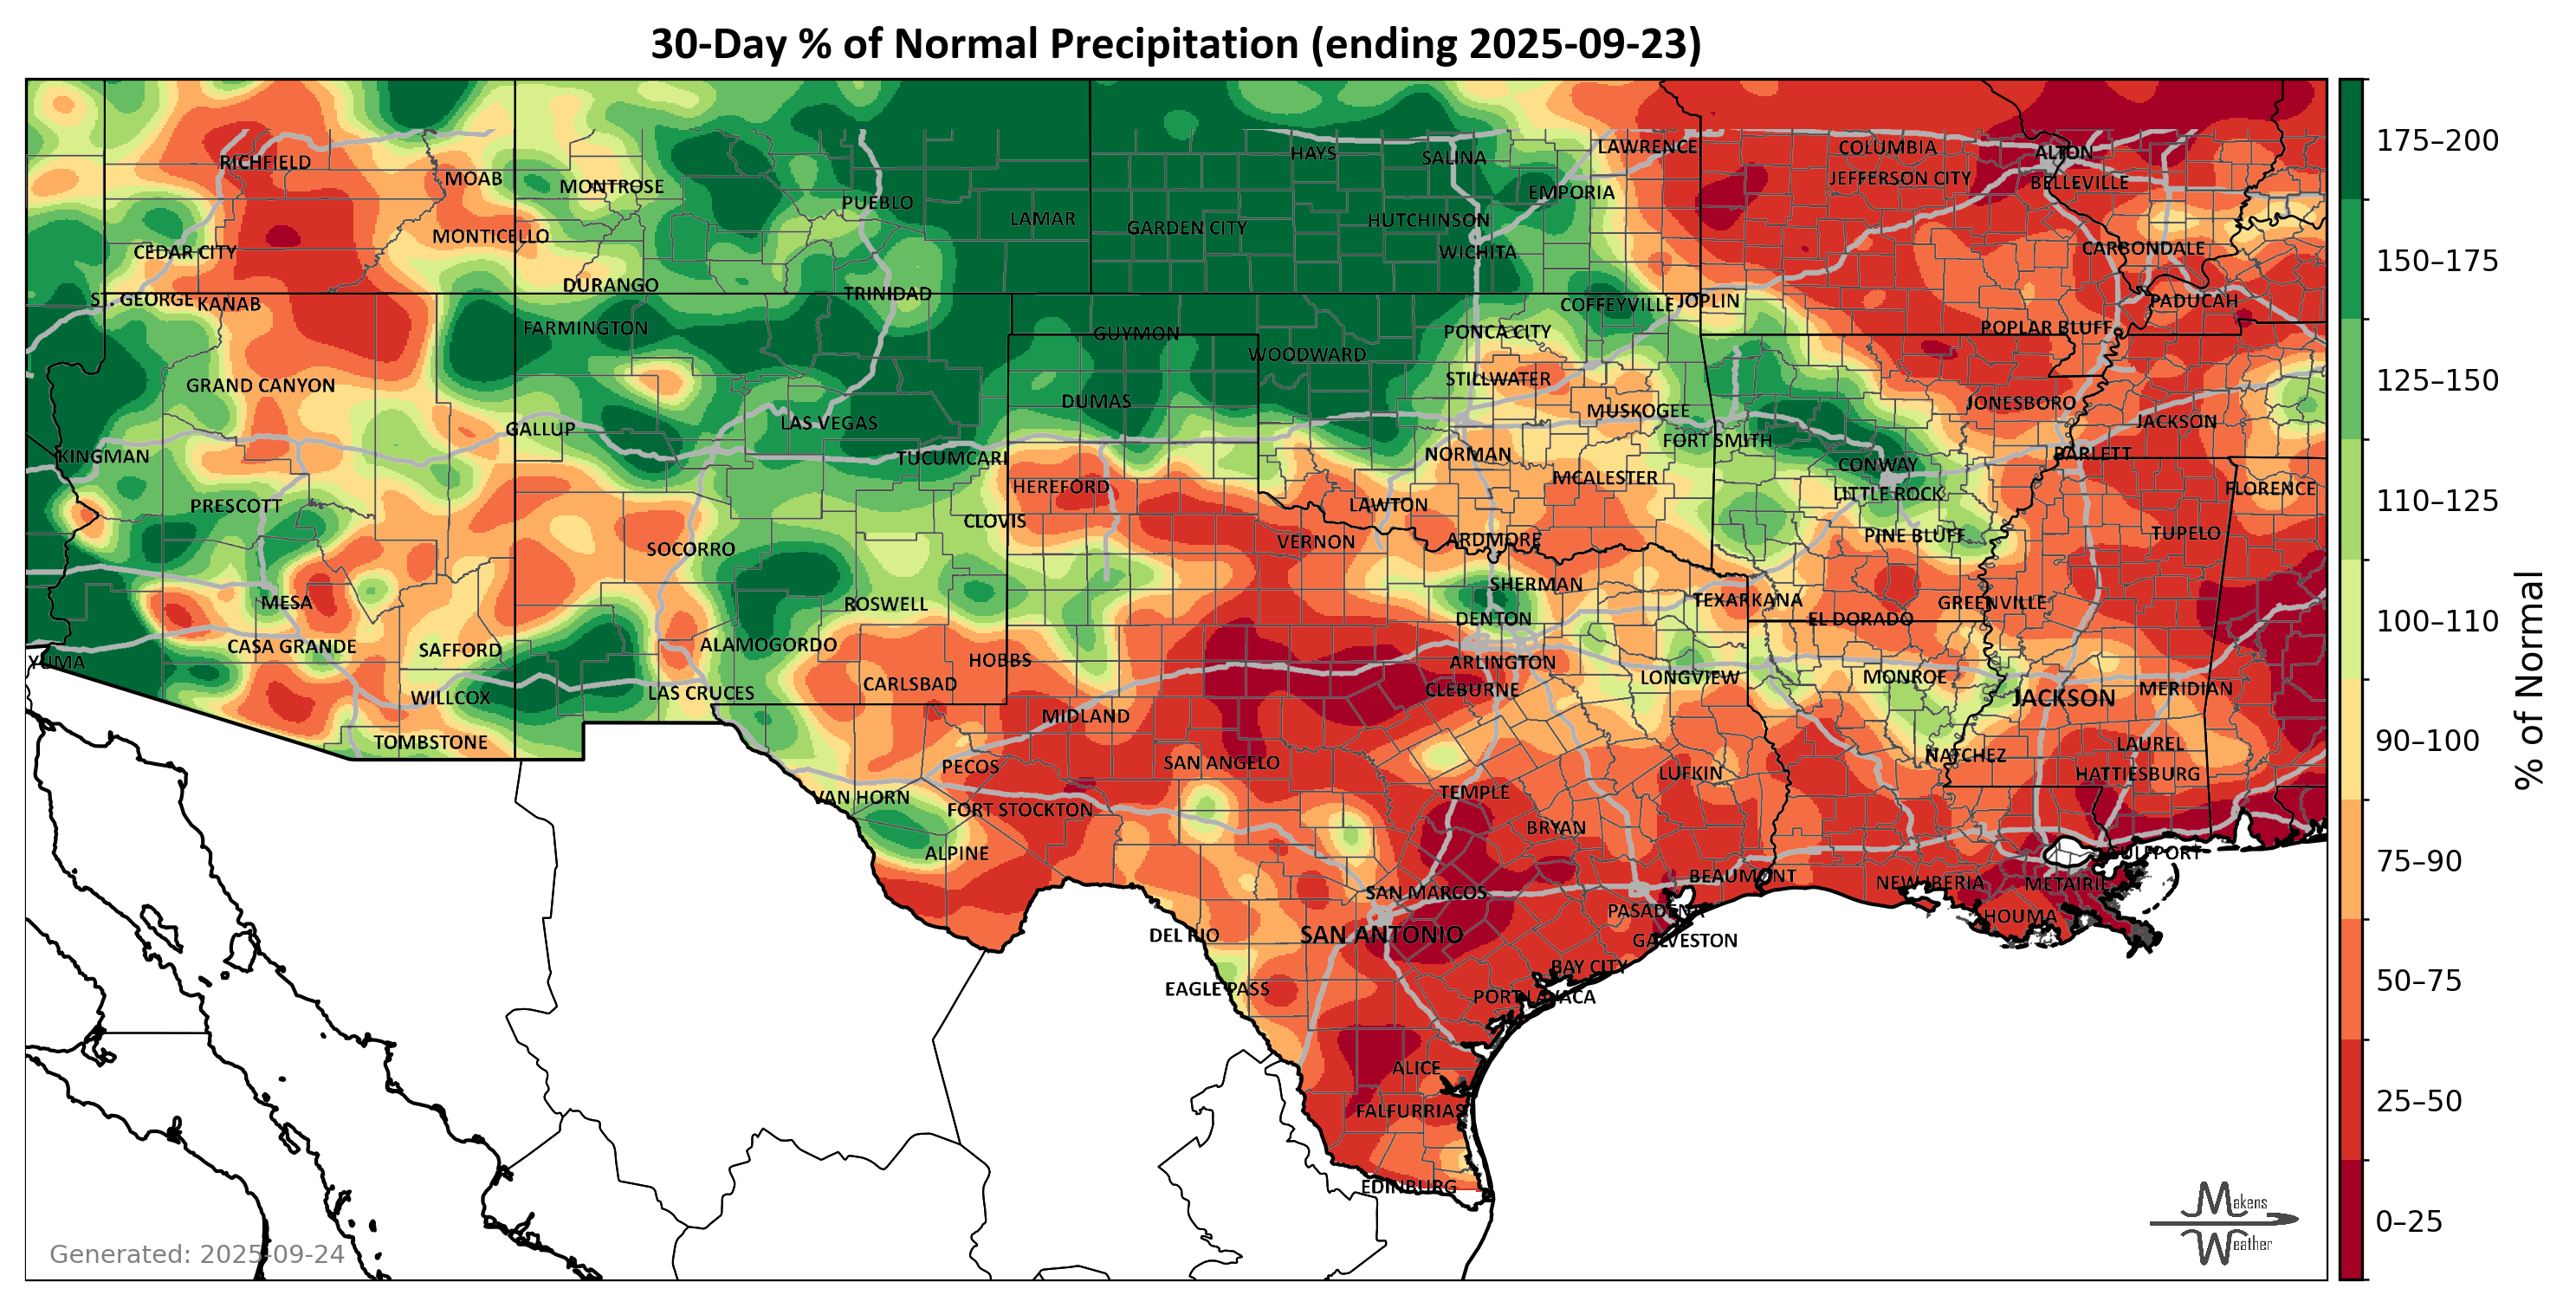 30-Day % of Normal Precipitation (ending 2025-09-23)
RICHFIELD
MOAB
MONTROSE
PUEBLO
LAMAR
HAYS
SALINA
LAWRENCE
COLUMBIA
ALTON
JEFFERSON CITY
BELLEVILLE
EMPORIA
GARDEN CITY
HUTCHINSON
WICHITA
CEDAR CITY
MONTICELLO
CARBONDALE
DURANGO
TRINIDAD
ST. GEORGE
KANAB
COFFEYVILLE
JOPLIN
PADUCAH
FARMINGTON
GUYMON
PONCA CITY
POPLAR BLUFF
WOODWARD
GRAND CANYON
STILLWATER
DUMAS
MUSKOGEE
JONESBORO
JACKSON
GALLUP
LAS VEGAS
FORT SMITH
KINGMAN
TUCUMCARI
NORMAN
BARLETT
CONWAY
HEREFORD
MCALESTER
LITTLE ROCK
FLORENCE
PRESCOTT
LAWTON
CLOVIS
SOCORRO
VERNON
ARDMORE
PINE BLUFF
TUPELO
SHERMAN
MESA
ROSWELL
TEXARKANA
GREENVILLE
DENTON
EL DORADO
CASA GRANDE
SAFFORD
ALAMOGORDO
YUMA
HOBBS
ARLINGTON
CARLSBAD
LONGVIEW
MONROE
WILLCOX
LAS CRUCES
CLEBURNE
JACKSON
MERIDIAN
MIDLAND
TOMBSTONE
LAUREL
NATCHEZ
PECOS
SAN ANGELO
LUFKIN
HATTIESBURG
VAN HORN
FORT STOCKTON
TEMPLE
BRYAN
ALPINE
GULFPORT
SAN MARCOS
BEAUMONT
NEW IBERIA
METAIRIE
PASADENA
HOUMA
DEL RIO
SAN ANTONIO
GALVESTON
BAY CITY
EAGLE PASS
PORT LAVACA
ALICE
FALFURRIAS
EDINBURG
175–200
150–175
125–150
110–125
100–110
90–100
75–90
50–75
25–50
0–25
% of Normal
Generated: 2025-09-24
Makens
Weather